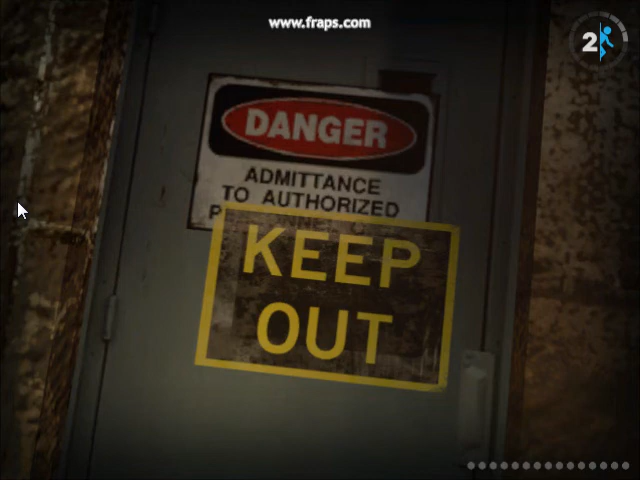 www.fraps.com
2
DANGER
ADMITTANCE
TO AUTHORIZED
KEEP
OUT